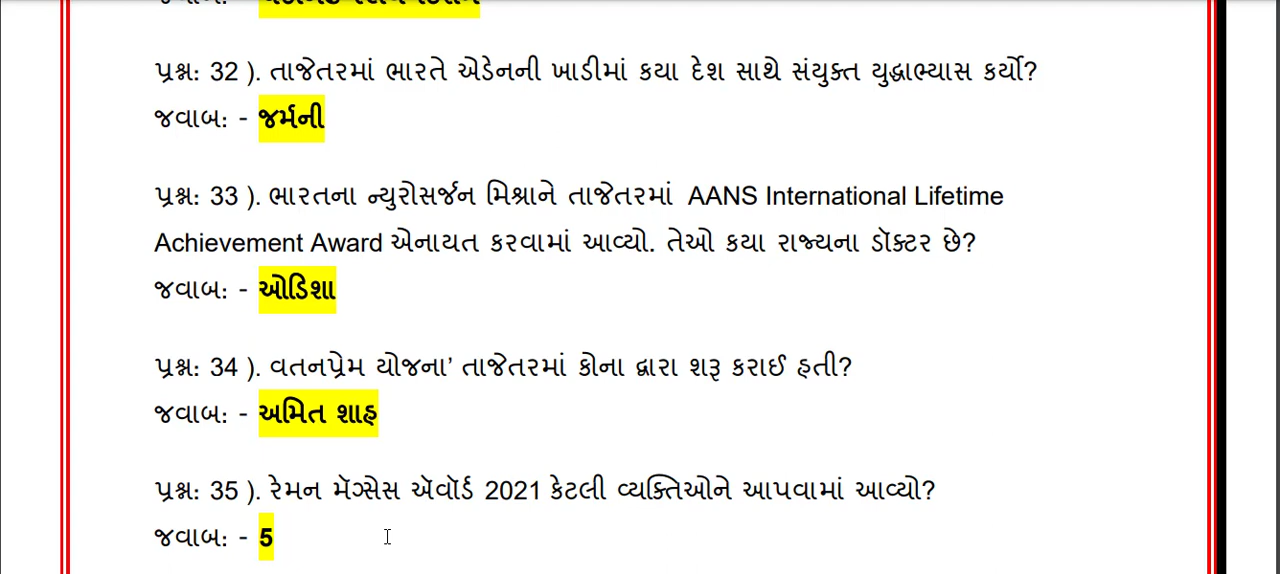 પ્રશ્ન: 32 ). તાજેતરમાં ભારતે એડેનની ખાડીમાં કયા દેશ સાથે સંયુક્ત યુદ્ધાભ્યાસ કર્યો?
જવાબ: - જર્મની
પ્રશ્ન: 33 ). ભારતના ન્યુરોસર્જન મિશ્રાને તાજેતરમાં AANS International Lifetime
Achievement Award એનાયત કરવામાં આવ્યો. તેઓ કયા રાજ્યના ડૉક્ટર છે?
જવાબ: - ઓડિશા
પ્રશ્ન: 34 ). વતનપ્રેમ યોજના’ તાજેતરમાં કોના દ્વારા શરૂ કરાઈ હતી?
જવાબ: - અમિત શાહ
પ્રશ્ન: 35 ). રેમન મૅગ્સેસ ઍવૉર્ડ 2021 કેટલી વ્યક્તિઓને આપવામાં આવ્યો?
જવાબ: - 5